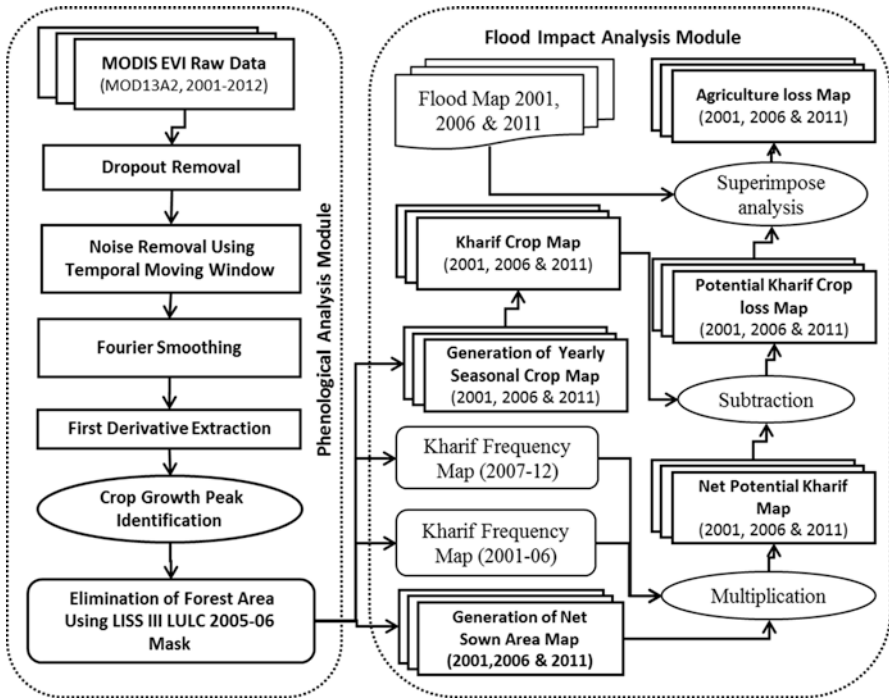 MODIS EVI Raw Data
(MOD13A2, 2001-2012)
Dropout Removal
Noise Removal Using
Temporal Moving Window
Fourier Smoothing
First Derivative Extraction
Crop Growth Peak
Identification
Elimination of Forest Area
Using LISS III LULC 2005-06
Mask
Phenological Analysis Module
Flood Impact Analysis Module
Flood Map 2001,
2006 & 2011
Agriculture loss Map
(2001, 2006 & 2011)
Superimpose
analysis
Kharif Crop Map
(2001, 2006 & 2011)
Potential Kharif Crop
loss Map
(2001, 2006 & 2011)
Generation of Yearly
Seasonal Crop Map
(2001, 2006 & 2011)
Subtraction
Kharif Frequency
Map (2007-12)
Net Potential Kharif
Map
(2001, 2006 & 2011)
Kharif Frequency
Map (2001-06)
Multiplication
Generation of Net
Sown Area Map
(2001,2006 & 2011)